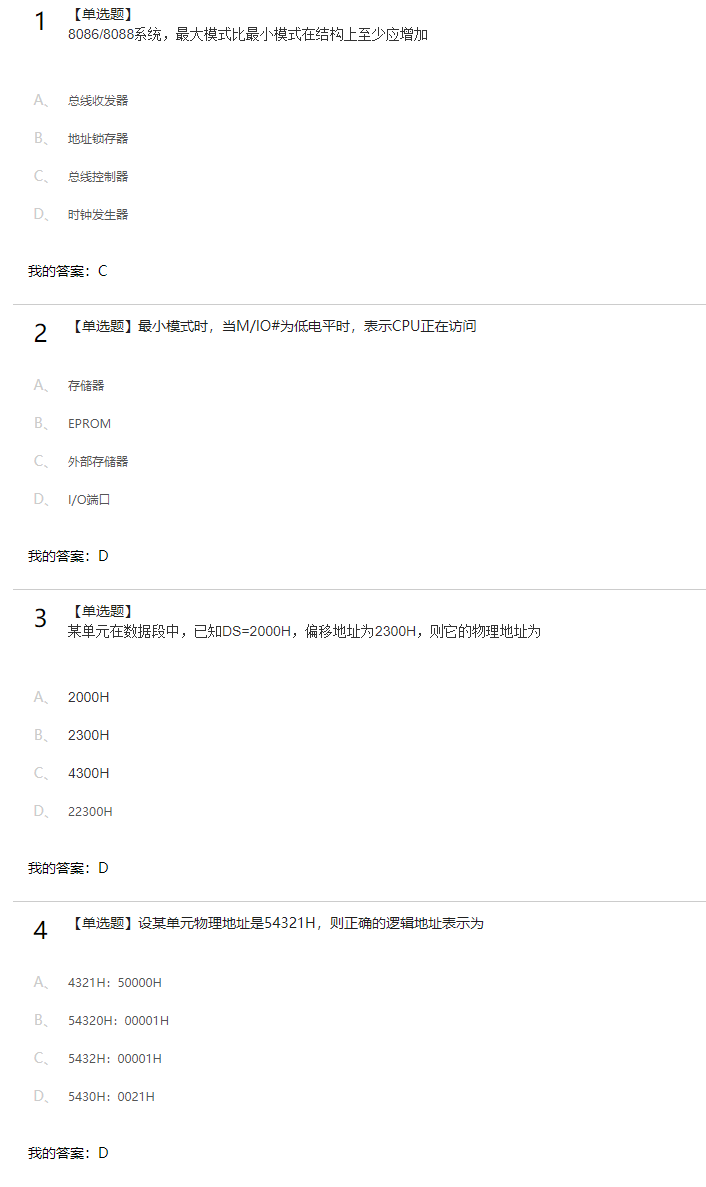 1
【单选题】
8086/8088系统，最大模式比最小模式在结构上至少应增加
A、 总线收发器
B、 地址锁存器
C、 总线控制器
D、 时钟发生器
我的答案：C
2
【单选题】最小模式时，当M/IO#为低电平时，表示CPU正在访问
A、 存储器
B、 EPROM
C、 外部存储器
D、 I/O端口
我的答案：D
3
【单选题】
某单元在数据段中，已知DS=2000H，偏移地址为2300H，则它的物理地址为
A、 2000H
B、 2300H
C、 4300H
D、 22300H
我的答案：D
4
【单选题】设某单元物理地址是54321H，则正确的逻辑地址表示为
A、 4321H：50000H
B、 54320H：00001H
C、 5432H：00001H
D、 5430H：0021H
我的答案：D